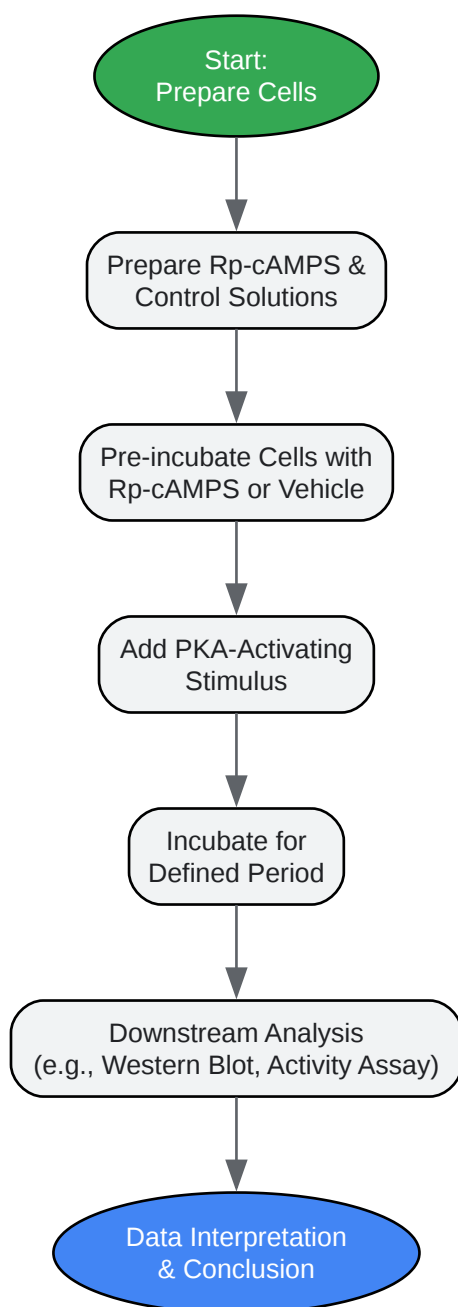 Start:
Prepare Cells
Prepare Rp-cAMPS &
Control Solutions
Pre-incubate Cells with
Rp-cAMPS or Vehicle
Add PKA-Activating
Stimulus
Incubate for
Defined Period
Downstream Analysis
(e.g., Western Blot, Activity Assay)
Data Interpretation
& Conclusion